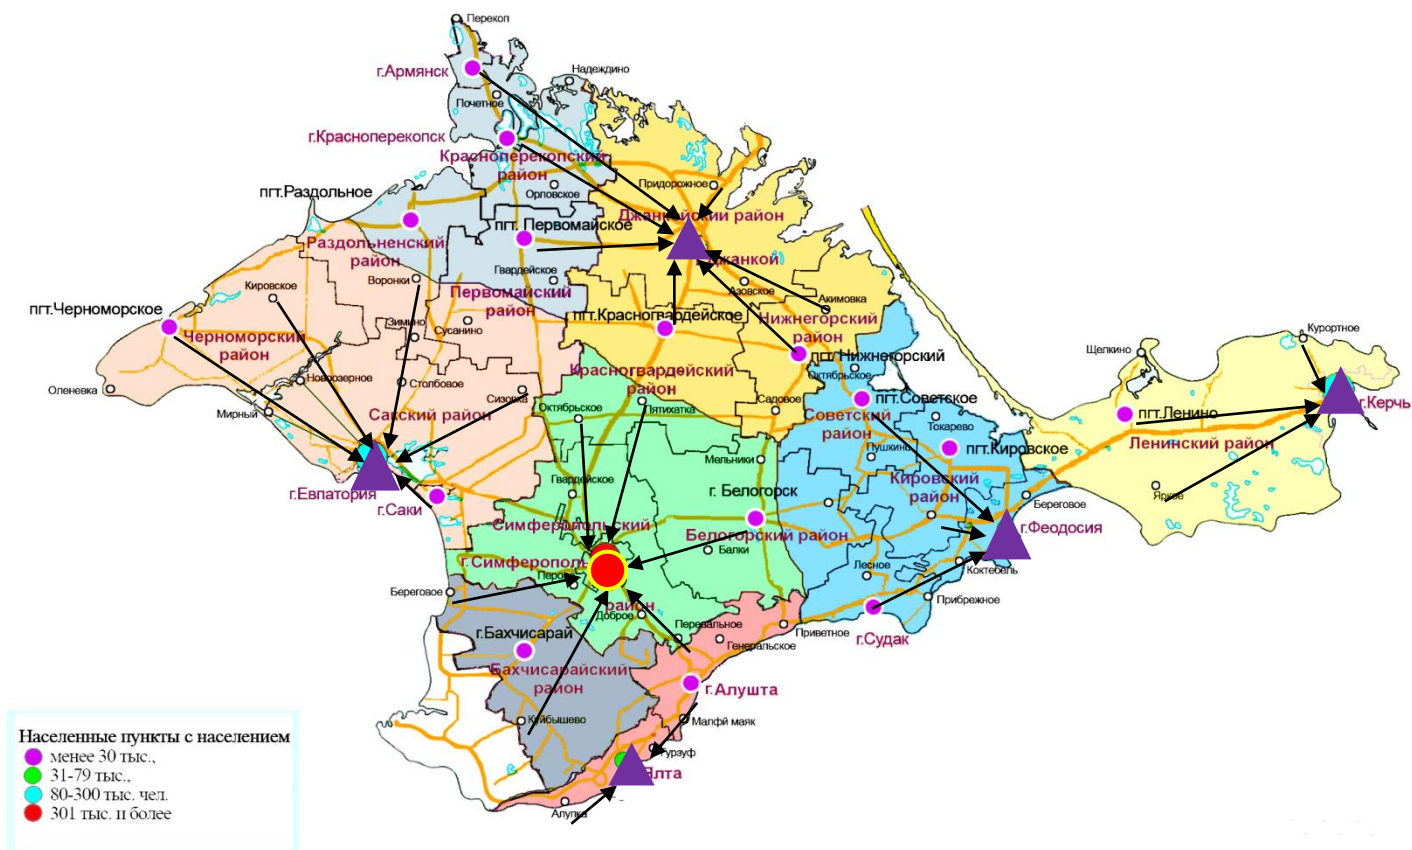 Перекоп
г.Армянск
Надеждино
Почетное
г.Красноперекопск
Красноперекопский
район
пгт.Раздольное
Орловское
Придорожное
Джанкойский район
пгт. Первомайское
Раздольненский
район
Джанкой
Гвардейское
Воронки
Кировское
Первомайский
район
Азовское
Акимовка
пгт.Черноморское
Черноморский
район
Зимино
Сусанино
пгт.Красногвардейское
Нижнегорский
район
пгт.Нижнегорский
Курортное
Щелкино
Оленевка
Новоозерное
Столбовое
Сизовка
Красногвардейский
район
Октябрьское
Мирный
Сакский район
Октябрьское
Пятихатка
Садовое
Советский
район
пгт.Советское
Токарево
г.Керчь
пгт.Ленино
Ленинский район
Пушкино
пгт.Кировское
Мельники
Гвардейское
г. Белогорск
Кировский
район
Яркое
г.Евпатория
г.Саки
Береговое
Симферопольский
Белогорский район
г.Феодосия
г.Симферополь
Балки
Лесное
Коктебель
Береговое
район
Доброе
Прибрежное
г.Бахчисарай
Перевальное
Генеральское
Приветное
г.Судак
Бахчисарайский
район
г.Алушта
Куйбышево
Малфй маяк
Гурзуф
Ялта
Алупка
Населенные пункты с населением
менее 30 тыс.,
31-79 тыс.,
80-300 тыс. чел.
301 тыс. и более